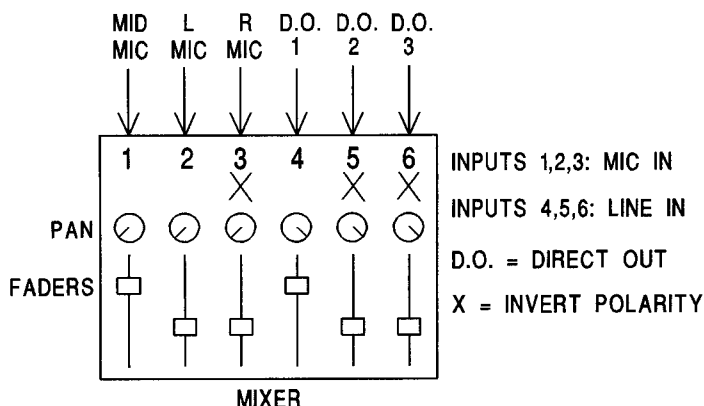 MID L R D.O. D.O. D.O.
MIC MIC MIC 1 2 3
1 2 3 4 5 6
X X X
INPUTS 1,2,3: MIC IN
INPUTS 4,5,6: LINE IN
PAN
D.O. = DIRECT OUT
FADERS
X = INVERT POLARITY
MIXER